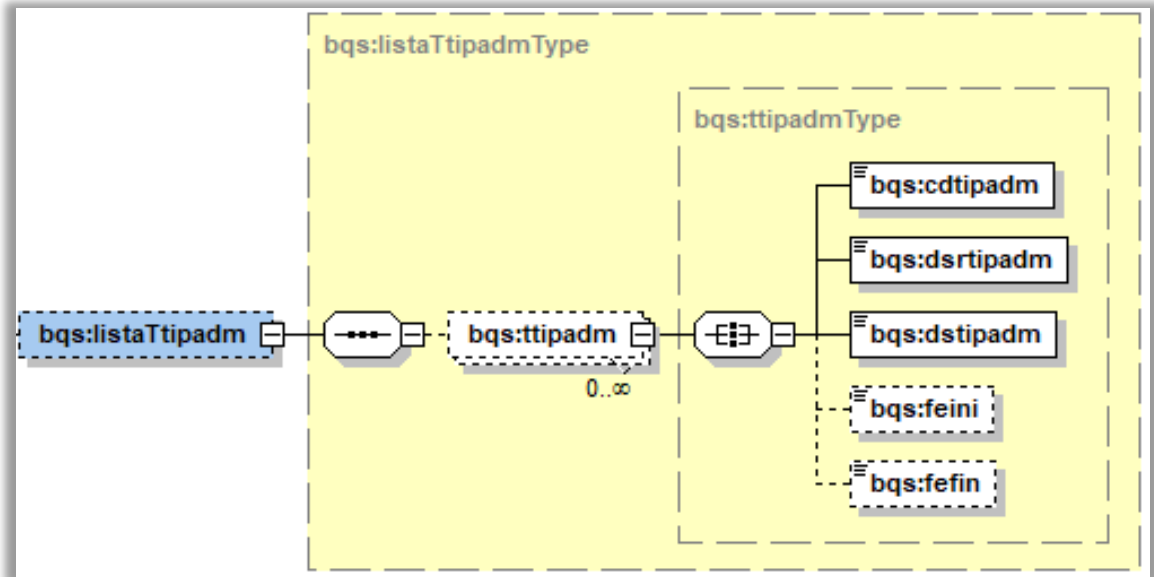 bqs:listaTtipadmType
bqs:ttipadmType
bqs:cdtipadm
bqs:dsrtipadm
bqs:listaTtipadm
bqs:ttipadm
bqs:dstipadm
0..∞
bqs:feini
bqs:fefin